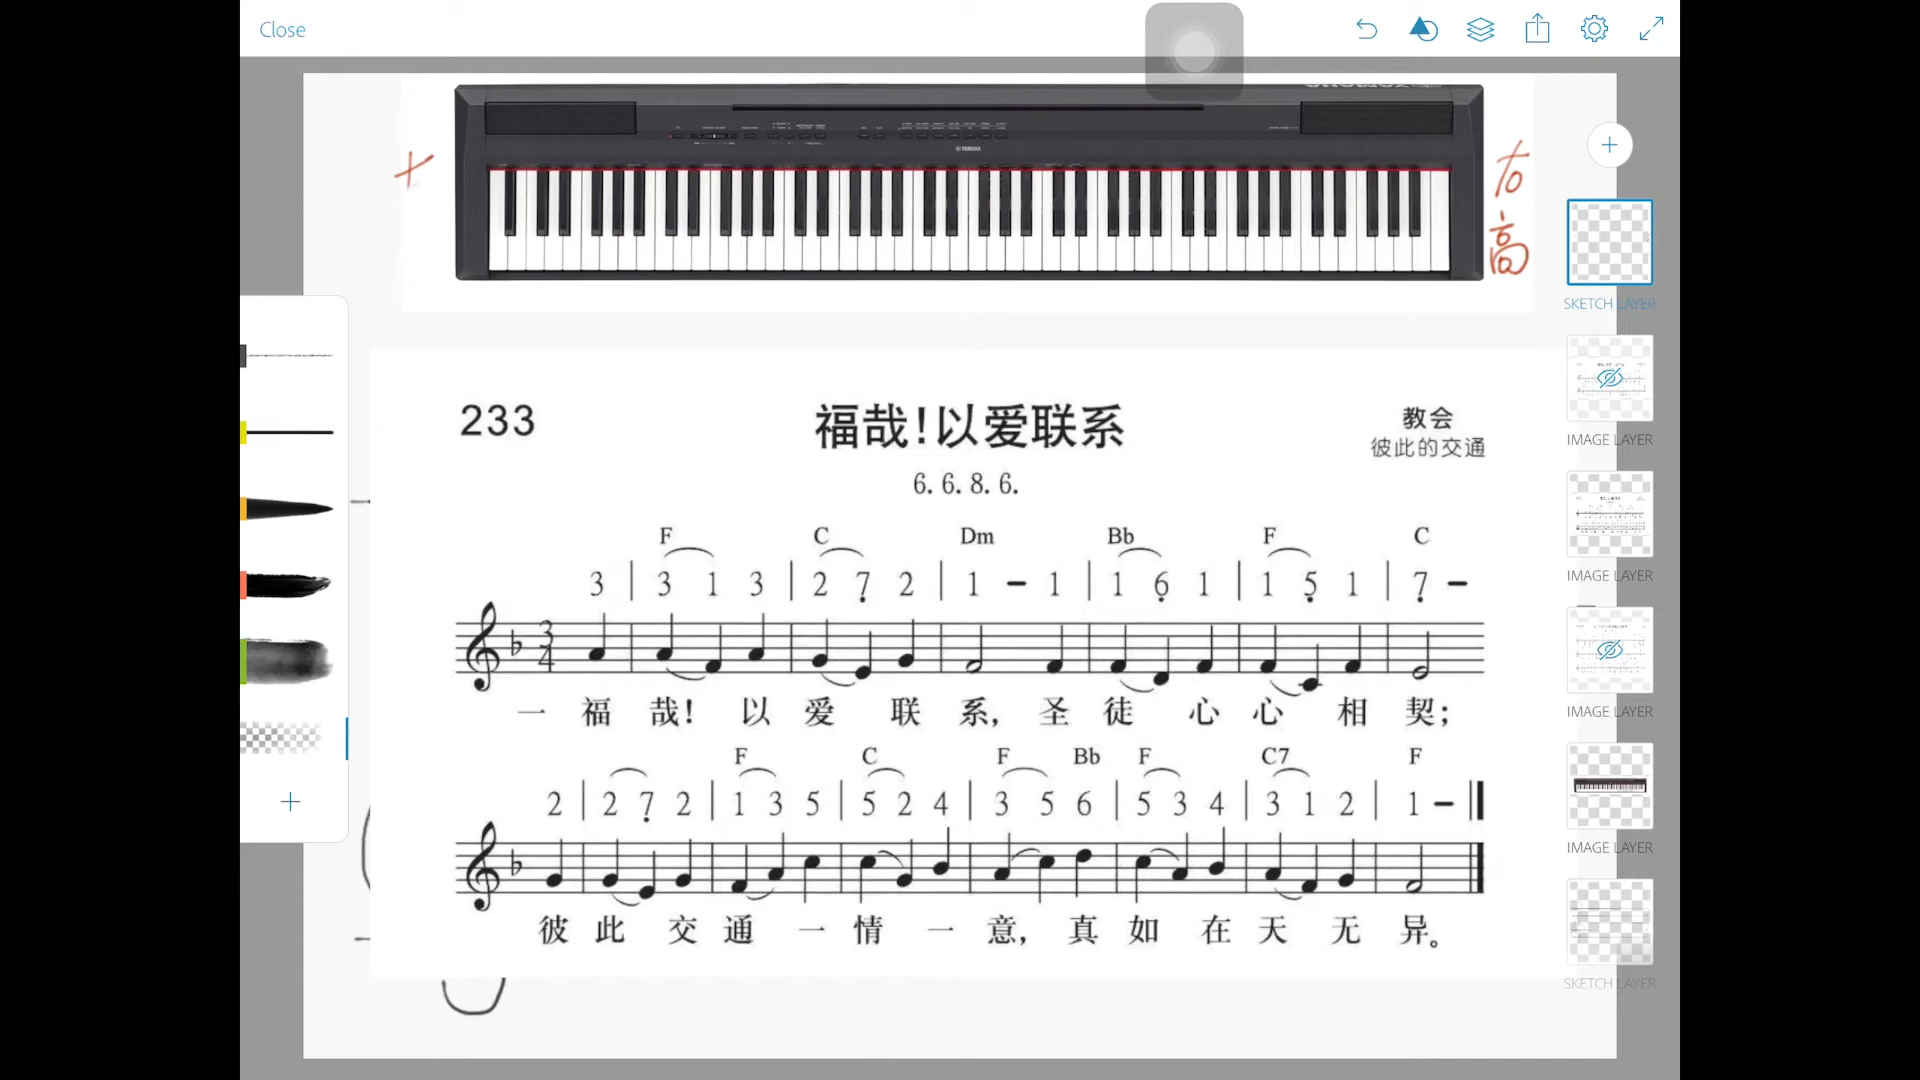 Close
YAMAHA
右
高
SKETCH LAYER
IMAGE LAYER
IMAGE LAYER
IMAGE LAYER
IMAGE LAYER
SKETCH LAYER
233 福哉!以爱联系 教会
彼此的交通
6. 6. 8. 6.
F C Dm Bb F C
3 | 3 1 3 | 2 7̣ 2 | 1 - 1 | 1 6̣ 1 | 1 5̣ 1 | 7̣ -
3
4
一 福 哉! 以 爱 联 系, 圣 徒 心 心 相 契;
F C F Bb F C7 F
2 | 2 7̣ 2 | 1 3 5 | 5 2 4 | 3 5 6 | 5 3 4 | 3 1 2 | 1 - ‖
彼 此 交 通 一 情 一 意, 真 如 在 天 无 异。